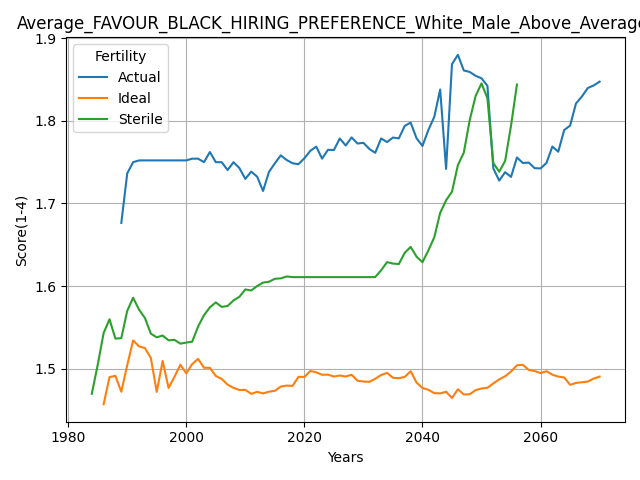 Average_FAVOUR_BLACK_HIRING_PREFERENCE_White_Male_Above_Average
Fertility
Actual
Ideal
Sterile
Score(1-4)
1.9
1.8
1.7
1.6
1.5
1980
2000
2020
2040
2060
Years